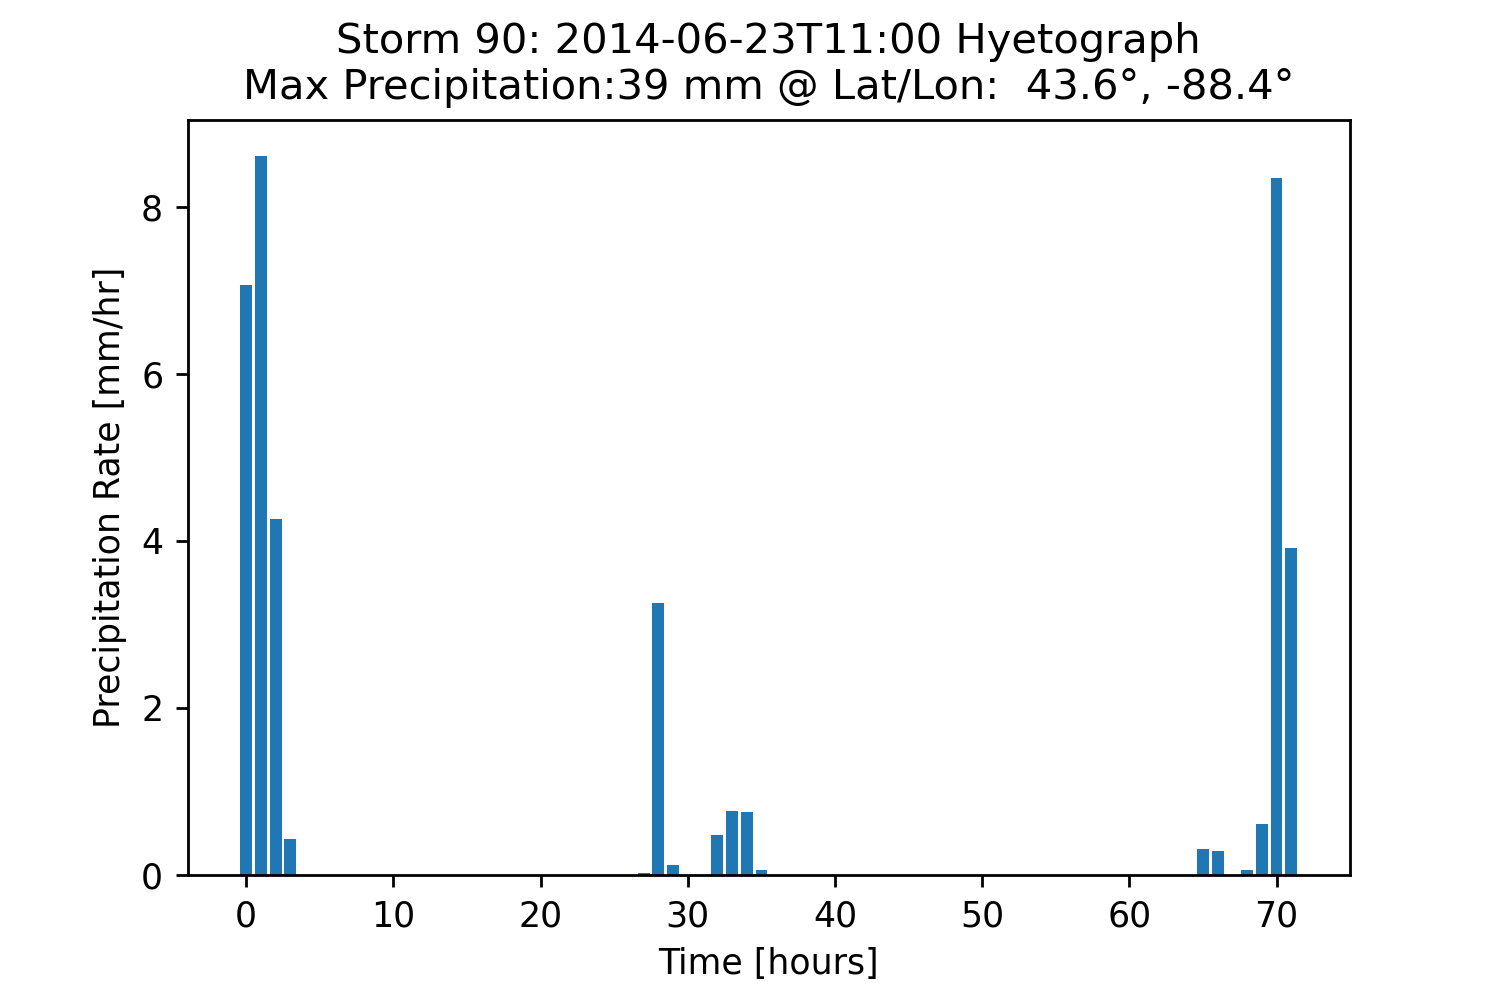 Storm 90: 2014-06-23T11:00 Hyetograph
Max Precipitation:39 mm @ Lat/Lon:  43.6°, -88.4°
Precipitation Rate [mm/hr]
8
6
4
2
0
0 10 20 30 40 50 60 70
Time [hours]